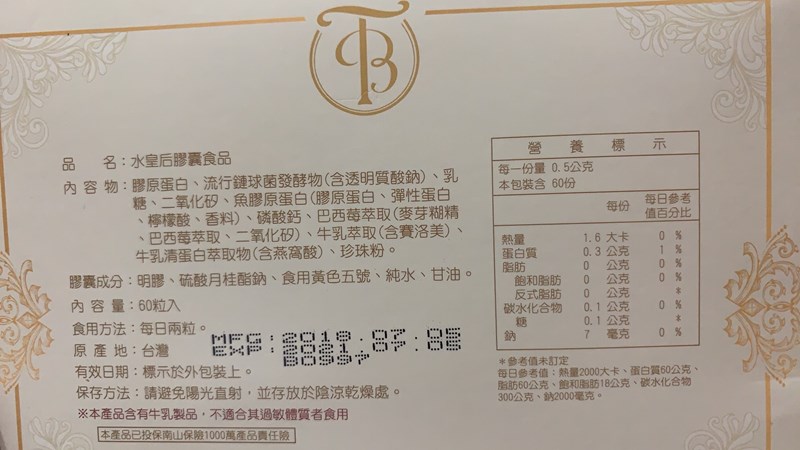 TB
品 名：水皇后膠囊食品
內 容 物：膠原蛋白、流行鏈球菌發酵物(含透明質酸鈉)、乳
糖、二氧化矽、魚膠原蛋白(膠原蛋白、彈性蛋白
、檸檬酸、香料)、磷酸鈣、巴西莓萃取(麥芽糊精
、巴西莓萃取、二氧化矽)、牛乳萃取(含賽洛美)、
牛乳清蛋白萃取物(含燕窩酸)、珍珠粉。
膠囊成分：明膠、硫酸月桂酯鈉、食用黃色五號、純水、甘油。
內 容 量：60粒入
食用方法：每日兩粒。
原 產 地：台灣
MFG：2019.07.05
有效日期：標示於外包裝上。
保存方法：請避免陽光直射，並存放於陰涼乾燥處。
※本產品含有牛乳製品，不適合其過敏體質者食用
本產品已投保南山保險1000萬產品責任險
營 養 標 示
每一份量 0.5公克
本包裝含 60份
每份 每日參考值百分比
熱量 1.6 大卡 0 %
蛋白質 0.3 公克 1 %
脂肪 0 公克 0 %
飽和脂肪 0 公克 0 %
反式脂肪 0 公克 *
碳水化合物 0.1 公克 0 %
糖 0.1 公克 *
鈉 7 毫克 0 %
＊參考值未訂定
每日參考值：熱量2000大卡、蛋白質60公克、
脂肪60公克、飽和脂肪18公克、碳水化合物
300公克、鈉2000毫克。